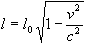 l = l₀√(1 − v²/c²)